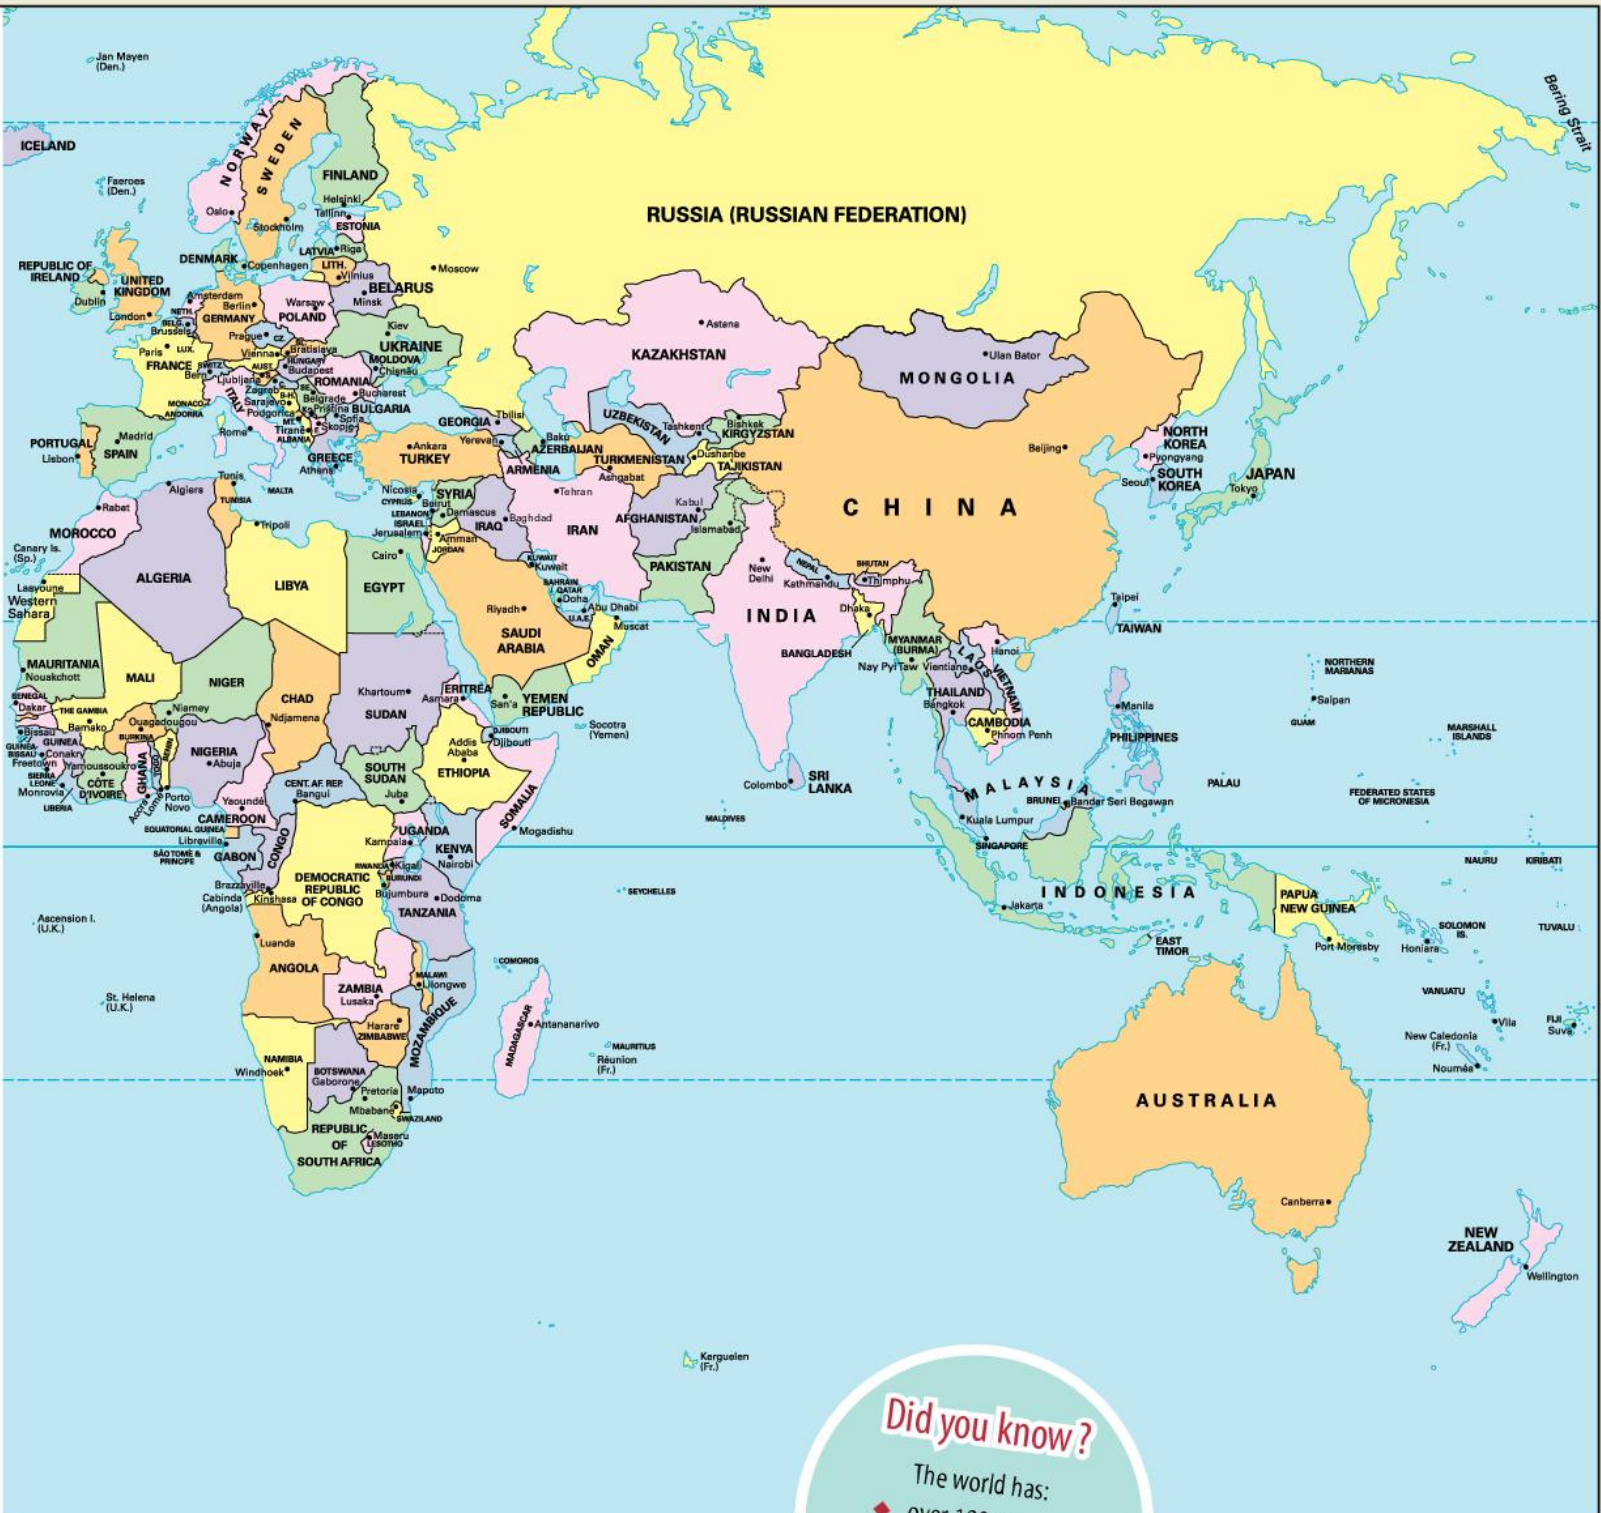 Jan Mayen
(Den.)
Bering Strait
ICELAND
NORWAY
SWEDEN
FINLAND
Faeroes
(Den.)
Helsinki
Oslo
Tallinn
Stockholm
ESTONIA
RUSSIA (RUSSIAN FEDERATION)
LATVIA
Riga
DENMARK
Copenhagen
LITH.
Vilnius
Moscow
REPUBLIC OF
IRELAND
Dublin
UNITED
KINGDOM
London
BELARUS
Minsk
Amsterdam
NETH.
Berlin
GERMANY
Warsaw
POLAND
BELG.
Brussels
Kiev
UKRAINE
Prague
CZ.
Paris
LUX.
Vienna
Bratislava
FRANCE
SWITZ.
Bern
AUST.
HUNGARY
Budapest
MOLDOVA
Chişnău
Ljubljana
Zagreb
ROMANIA
SE.
Belgrade
Bucharest
B-H.
Sarajevo
ITALY
MONACO
ANDORRA
Podgorica
Priština
BULGARIA
Sofia
MT.
Skopje
Tiranë
ALBANIA
Rome
PORTUGAL
Lisbon
Madrid
SPAIN
GREECE
Athens
Astana
KAZAKHSTAN
Ulan Bator
MONGOLIA
GEORGIA
Tbilisi
Yerevan
Baku
AZERBAIJAN
ARMENIA
Ankara
TURKEY
UZBEKISTAN
Tashkent
Bishkek
KIRGYZSTAN
TURKMENISTAN
Ashgabat
Dushanbe
TAJIKISTAN
Beijing
NORTH
KOREA
Pyongyang
Seoul
SOUTH
KOREA
JAPAN
Tokyo
Tunis
TUNISIA
MALTA
Algiers
Nicosia
CYPRUS
SYRIA
Beirut
LEBANON
Damascus
ISRAEL
Jerusalem
Amman
JORDAN
IRAQ
Baghdad
Tehran
IRAN
Kabul
AFGHANISTAN
Islamabad
CHINA
Rabat
MOROCCO
Canary Is.
(Sp.)
Tripoli
Cairo
ALGERIA
LIBYA
EGYPT
KUWAIT
Kuwait
BAHRAIN
QATAR
Doha
U.A.E.
Abu Dhabi
Muscat
PAKISTAN
New
Delhi
NEPAL
Kathmandu
BHUTAN
Thimphu
Laayoune
Western
Sahara
Riyadh
SAUDI
ARABIA
OMAN
INDIA
Dhaka
BANGLADESH
Taipei
TAIWAN
MYANMAR
(BURMA)
Nay Pyi Taw
Hanoi
LAOS
Vientiane
VIETNAM
MAURITANIA
Nouakchott
MALI
NIGER
CHAD
Khartoum
SUDAN
ERITREA
Asmara
YEMEN
REPUBLIC
San'a
Socotra
(Yemen)
THAILAND
Bangkok
CAMBODIA
Phnom Penh
Manila
PHILIPPINES
NORTHERN
MARIANAS
Saipan
GUAM
MARSHALL
ISLANDS
SENEGAL
Dakar
THE GAMBIA
Bamako
Niamey
Ouagadougou
BURKINA
Ndjamena
Bissau
GUINEA-
BISSAU
GUINEA
Conakry
Freetown
SIERRA
LEONE
Monrovia
LIBERIA
Yamoussoukro
CÔTE
D'IVOIRE
GHANA
Accra
TOGO
Lomé
BENIN
Porto
Novo
NIGERIA
Abuja
DJIBOUTI
Djibouti
Addis
Ababa
ETHIOPIA
SOUTH
SUDAN
Juba
CENT. AF. REP.
Bangui
Yaoundé
CAMEROON
SOMALIA
Mogadishu
Colombo
SRI
LANKA
MALDIVES
MALAYSIA
BRUNEI
Bandar Seri Begawan
Kuala Lumpur
SINGAPORE
PALAU
FEDERATED STATES
OF MICRONESIA
EQUATORIAL GUINEA
Libreville
SÃO TOMÉ &
PRINCIPE
GABON
CONGO
UGANDA
Kampala
KENYA
Nairobi
RWANDA
Kigali
BURUNDI
Bujumbura
DEMOCRATIC
REPUBLIC
OF CONGO
Brazzaville
Cabinda
(Angola)
Kinshasa
Dodoma
TANZANIA
SEYCHELLES
INDONESIA
Jakarta
NAURU
KIRIBATI
PAPUA
NEW GUINEA
Port Moresby
SOLOMON
IS.
Honiara
TUVALU
EAST
TIMOR
Ascension I.
(U.K.)
Luanda
ANGOLA
ZAMBIA
Lusaka
MALAWI
Lilongwe
COMOROS
MOZAMBIQUE
St. Helena
(U.K.)
Harare
ZIMBABWE
MADAGASCAR
Antananarivo
MAURITIUS
Réunion
(Fr.)
VANUATU
Vila
FIJI
Suva
New Caledonia
(Fr.)
Nouméa
NAMIBIA
Windhoek
BOTSWANA
Gaborone
Pretoria
Maputo
Mbabane
SWAZILAND
REPUBLIC
OF
SOUTH AFRICA
Maseru
LESOTHO
AUSTRALIA
Canberra
NEW
ZEALAND
Wellington
Kerguelen
(Fr.)
Did you know?
The world has: